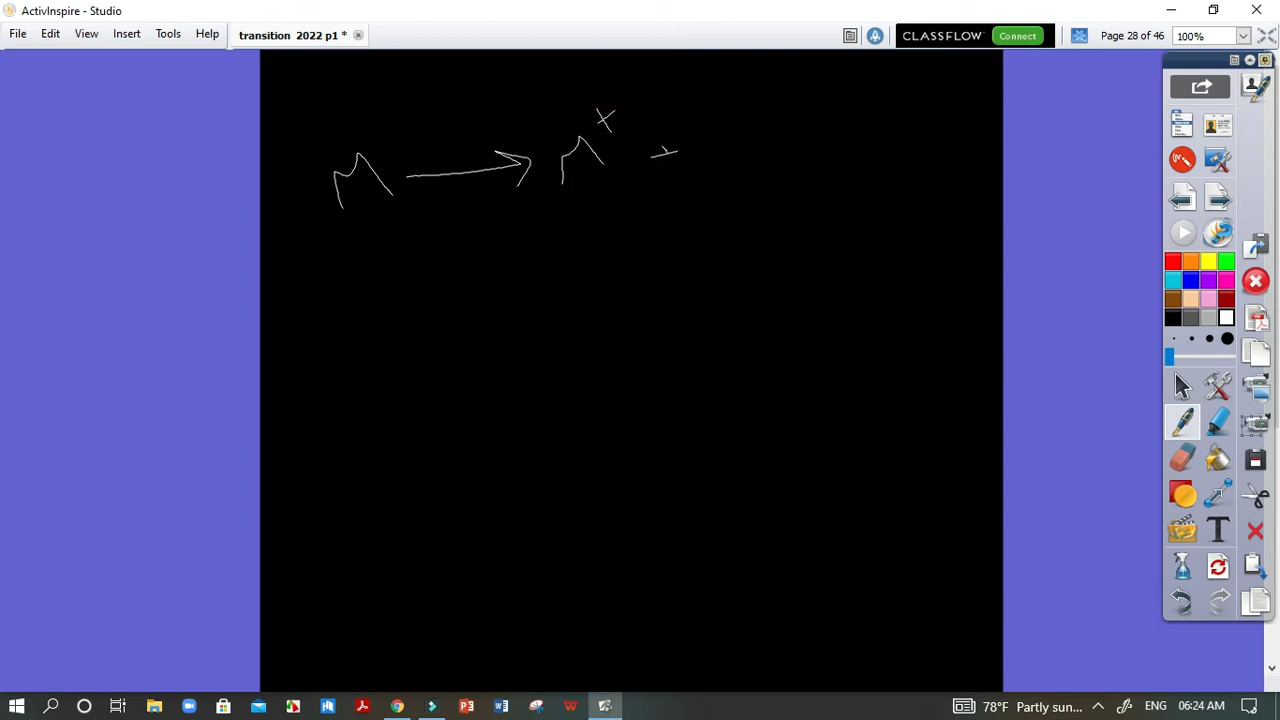 ActivInspire - Studio
File Edit View Insert Tools Help
transition 2022 p1 *
CLASSFLOW Connect
Page 28 of 46
100%
M → M +
78°F Partly sun...
ENG
06:24 AM